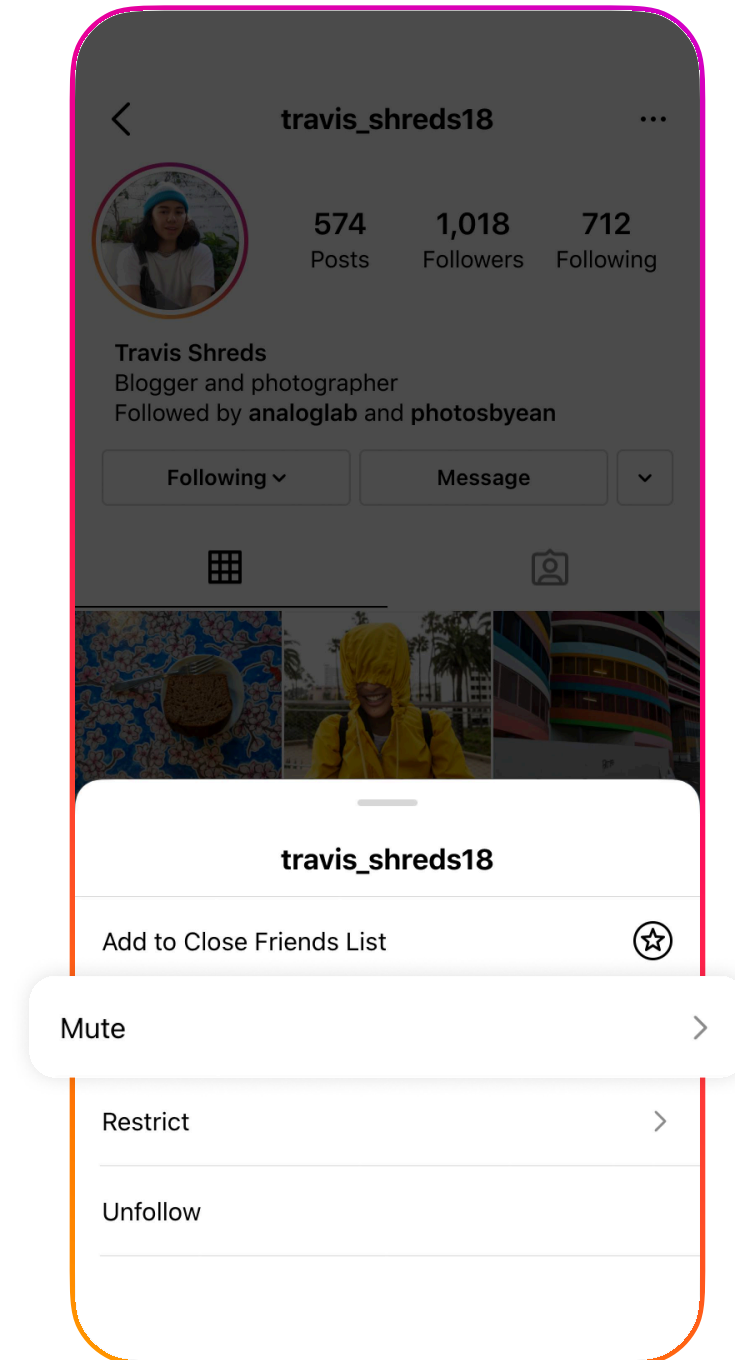 travis_shreds18
574 1,018 712
Posts Followers Following
Travis Shreds
Blogger and photographer
Followed by analoglab and photosbyean
Following Message
travis_shreds18
Add to Close Friends List
Mute
Restrict
Unfollow